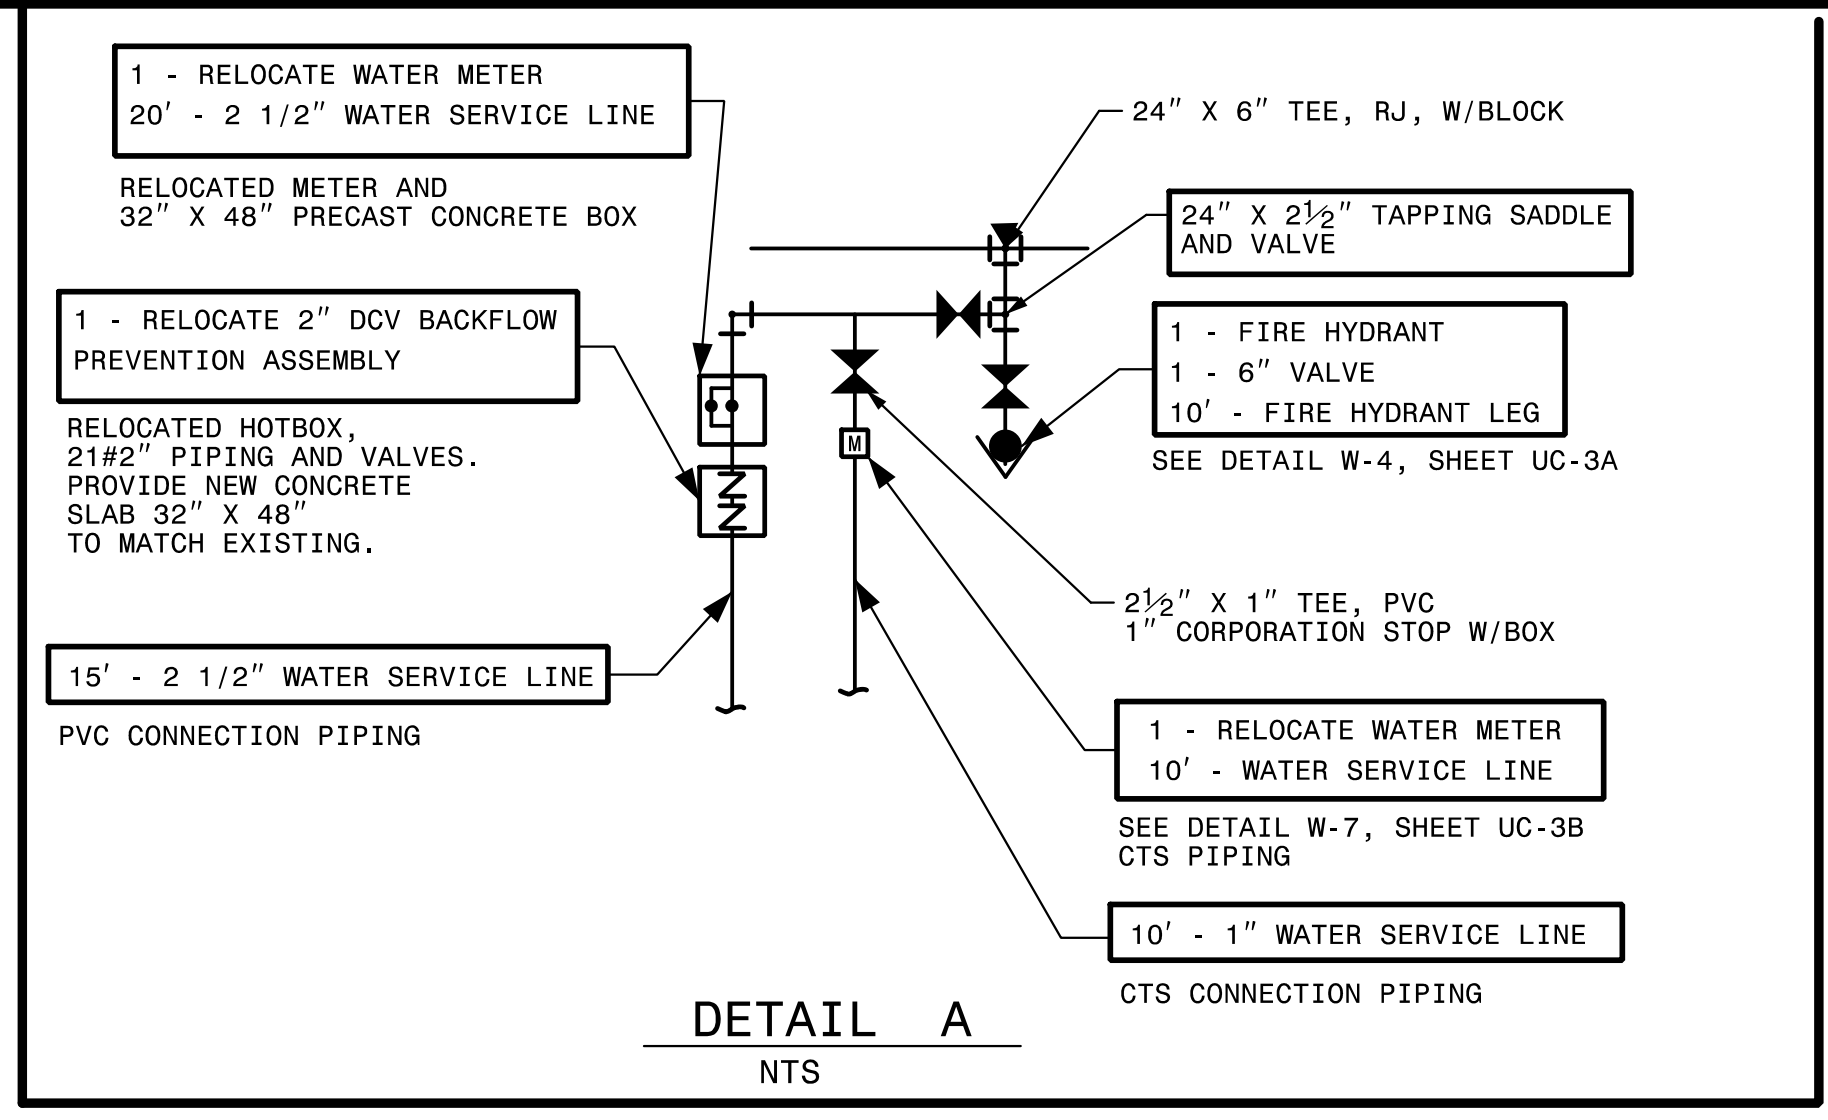 1 - RELOCATE WATER METER
20' - 2 1/2" WATER SERVICE LINE
RELOCATED METER AND
32" X 48" PRECAST CONCRETE BOX
1 - RELOCATE 2" DCV BACKFLOW
PREVENTION ASSEMBLY
RELOCATED HOTBOX,
21#2" PIPING AND VALVES.
PROVIDE NEW CONCRETE
SLAB 32" X 48"
TO MATCH EXISTING.
15' - 2 1/2" WATER SERVICE LINE
PVC CONNECTION PIPING
24" X 6" TEE, RJ, W/BLOCK
24" X 2½" TAPPING SADDLE
AND VALVE
1 - FIRE HYDRANT
1 - 6" VALVE
10' - FIRE HYDRANT LEG
SEE DETAIL W-4, SHEET UC-3A
M
2½" X 1" TEE, PVC
1" CORPORATION STOP W/BOX
1 - RELOCATE WATER METER
10' - WATER SERVICE LINE
SEE DETAIL W-7, SHEET UC-3B
CTS PIPING
10' - 1" WATER SERVICE LINE
CTS CONNECTION PIPING
DETAIL A
NTS